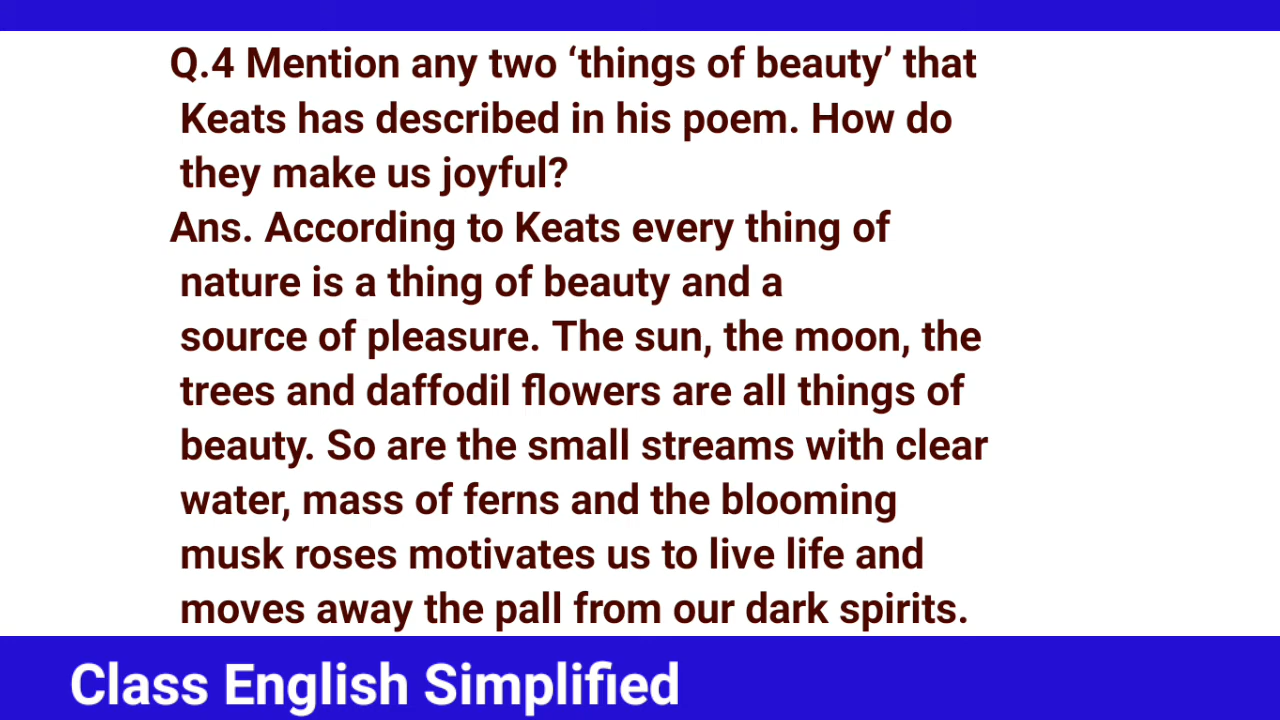 Q.4 Mention any two ‘things of beauty’ that
Keats has described in his poem. How do
they make us joyful?
Ans. According to Keats every thing of
nature is a thing of beauty and a
source of pleasure. The sun, the moon, the
trees and daffodil flowers are all things of
beauty. So are the small streams with clear
water, mass of ferns and the blooming
musk roses motivates us to live life and
moves away the pall from our dark spirits.
Class English Simplified